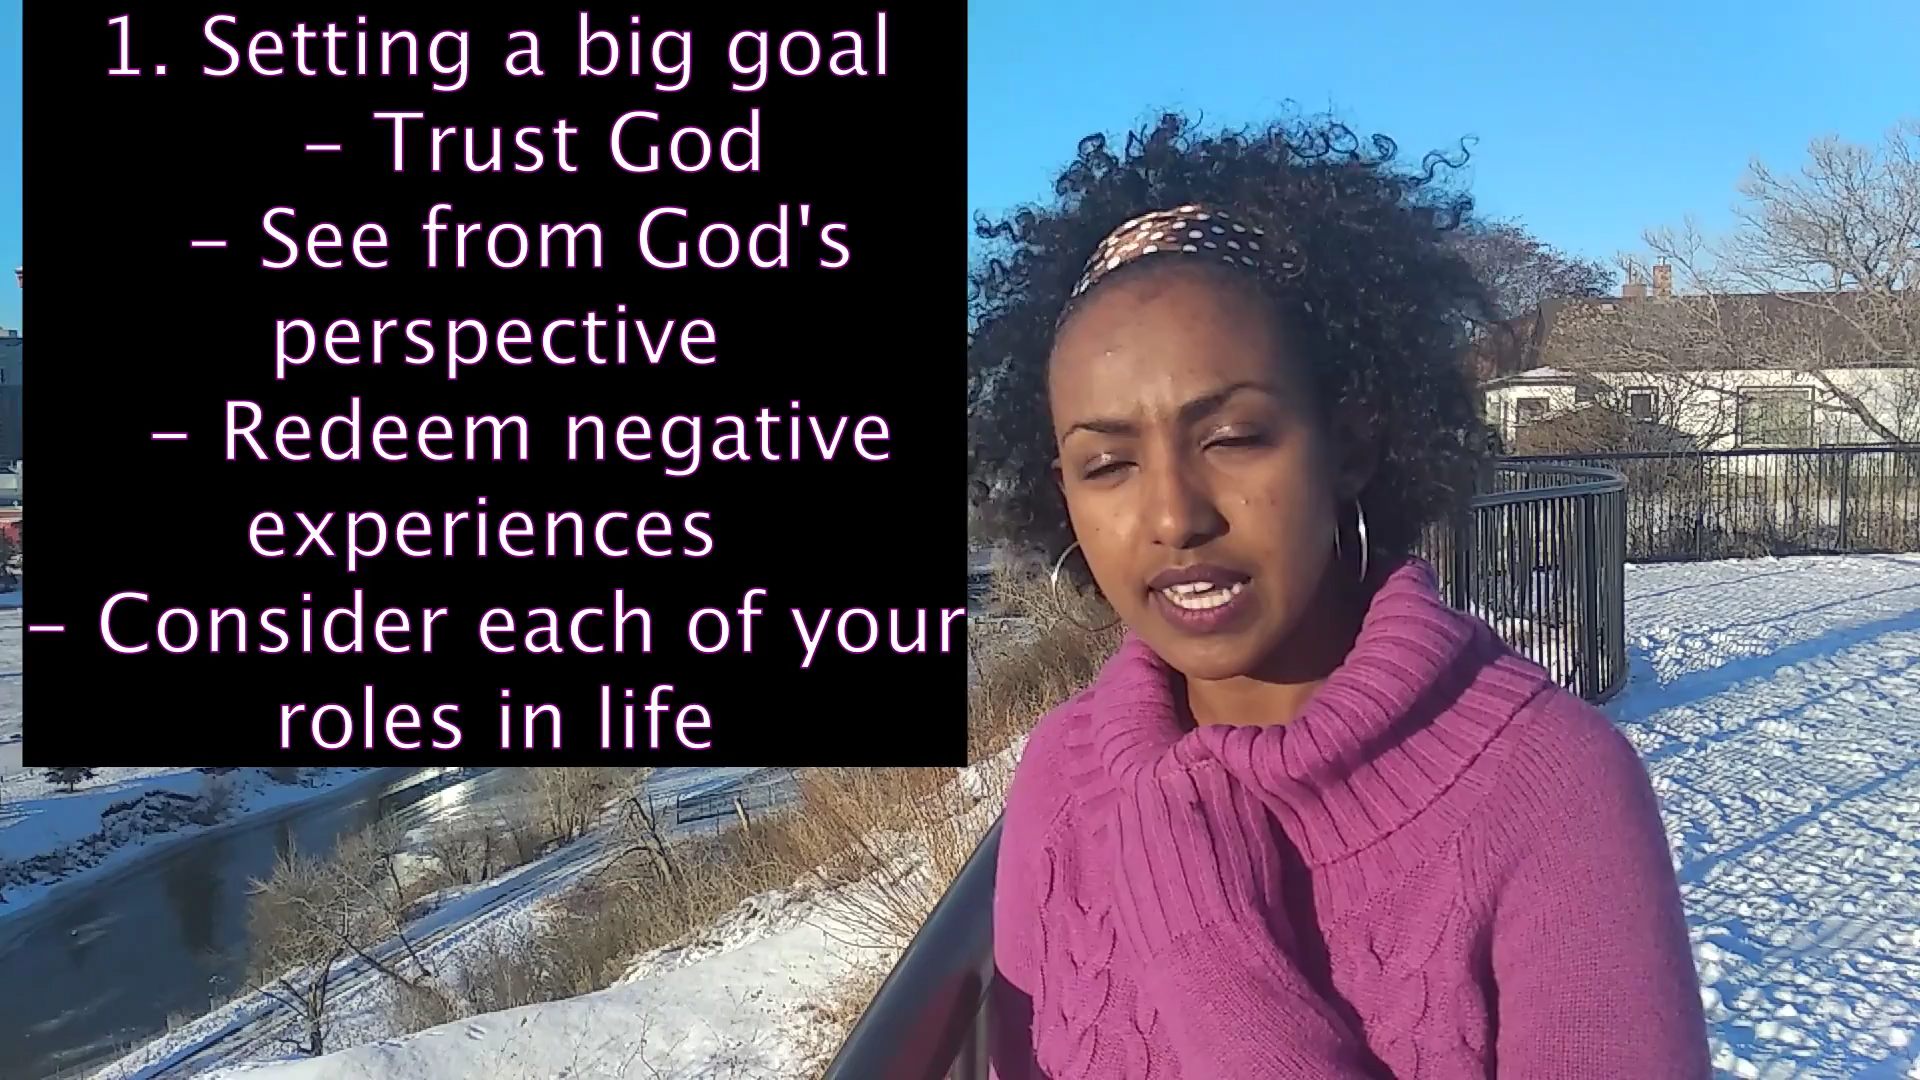 1. Setting a big goal
- Trust God
- See from God's
perspective
- Redeem negative
experiences
- Consider each of your
roles in life